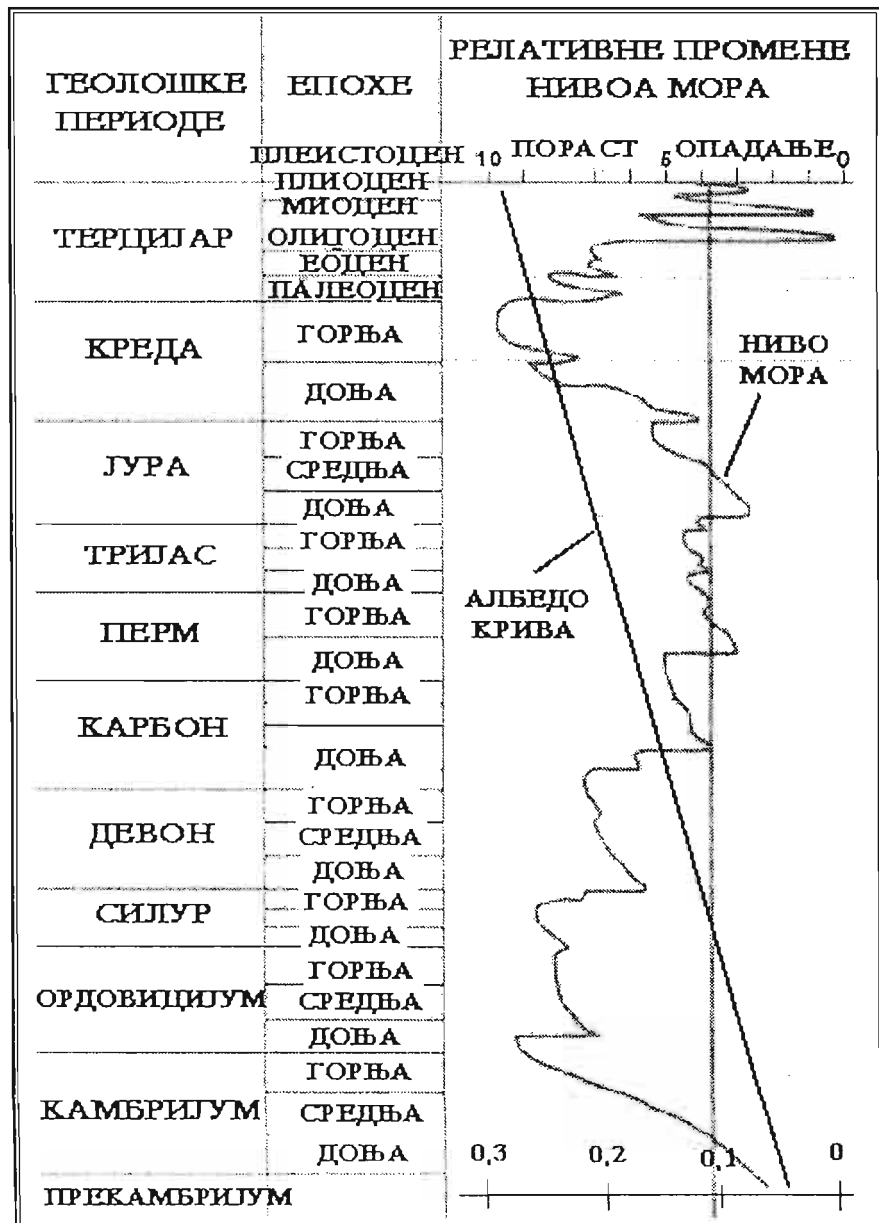 ГЕОЛОШКЕ
ПЕРИОДЕ
ЕПОХЕ
РЕЛАТИВНЕ ПРОМЕНЕ
НИВОА МОРА
ПЛЕИСТОЦЕН
10 ПОРАСТ 5 ОПАДАЊЕ 0
ТЕРЦИЈАР
ПЛИОЦЕН
МИОЦЕН
ОЛИГОЦЕН
ЕОЦЕН
ПАЛЕОЦЕН
КРЕДА
ГОРЊА
ДОЊА
НИВО
МОРА
ЈУРА
ГОРЊА
СРЕДЊА
ДОЊА
ТРИЈАС
ГОРЊА
ДОЊА
АЛБЕДО
КРИВА
ПЕРМ
ГОРЊА
ДОЊА
КАРБОН
ГОРЊА
ДОЊА
ДЕВОН
ГОРЊА
СРЕДЊА
ДОЊА
СИЛУР
ГОРЊА
ДОЊА
ОРДОВИЦИЈУМ
ГОРЊА
СРЕДЊА
ДОЊА
КАМБРИЈУМ
ГОРЊА
СРЕДЊА
ДОЊА
0,3 0,2 0,1 0
ПРЕКАМБРИЈУМ